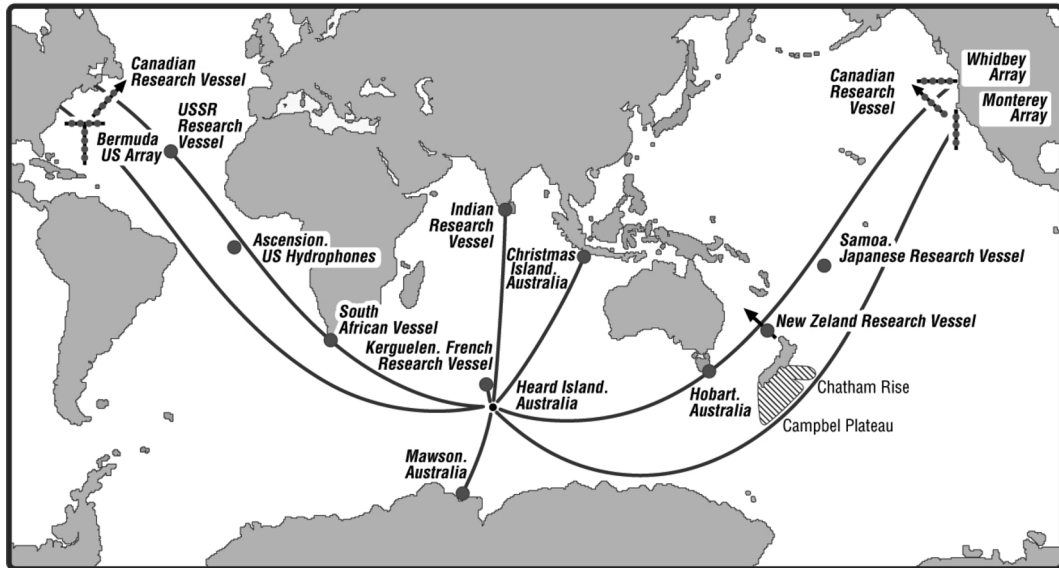 Canadian
Research Vessel
USSR
Research
Vessel
Bermuda
US Array
Ascension.
US Hydrophones
South
African Vessel
Kerguelen. French
Research Vessel
Indian
Research
Vessel
Christmas
Island.
Australia
Heard Island.
Australia
Mawson.
Australia
Canadian
Research
Vessel
Whidbey
Array
Monterey
Array
Samoa.
Japanese Research Vessel
New Zeland Research Vessel
Hobart.
Australia
Chatham Rise
Campbel Plateau